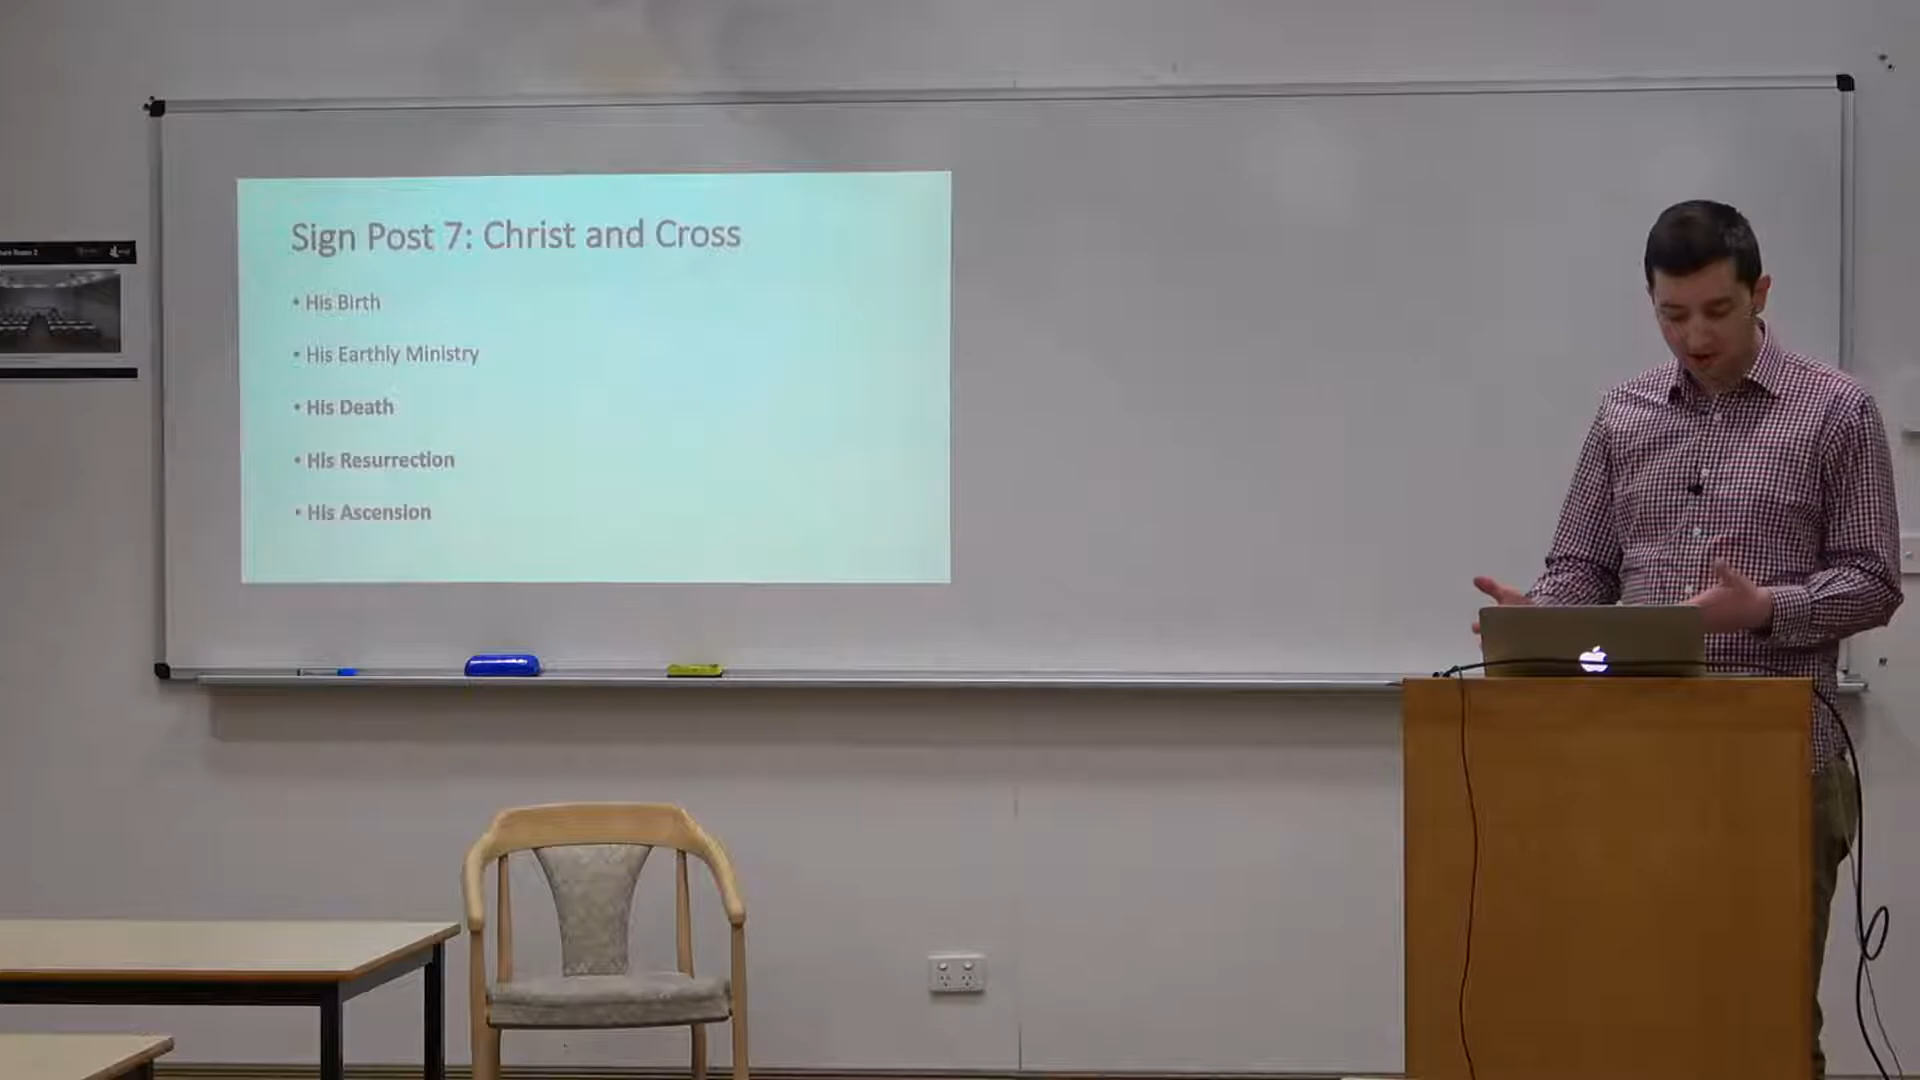 Sign Post 7: Christ and Cross
• His Birth
• His Earthly Ministry
• His Death
• His Resurrection
• His Ascension